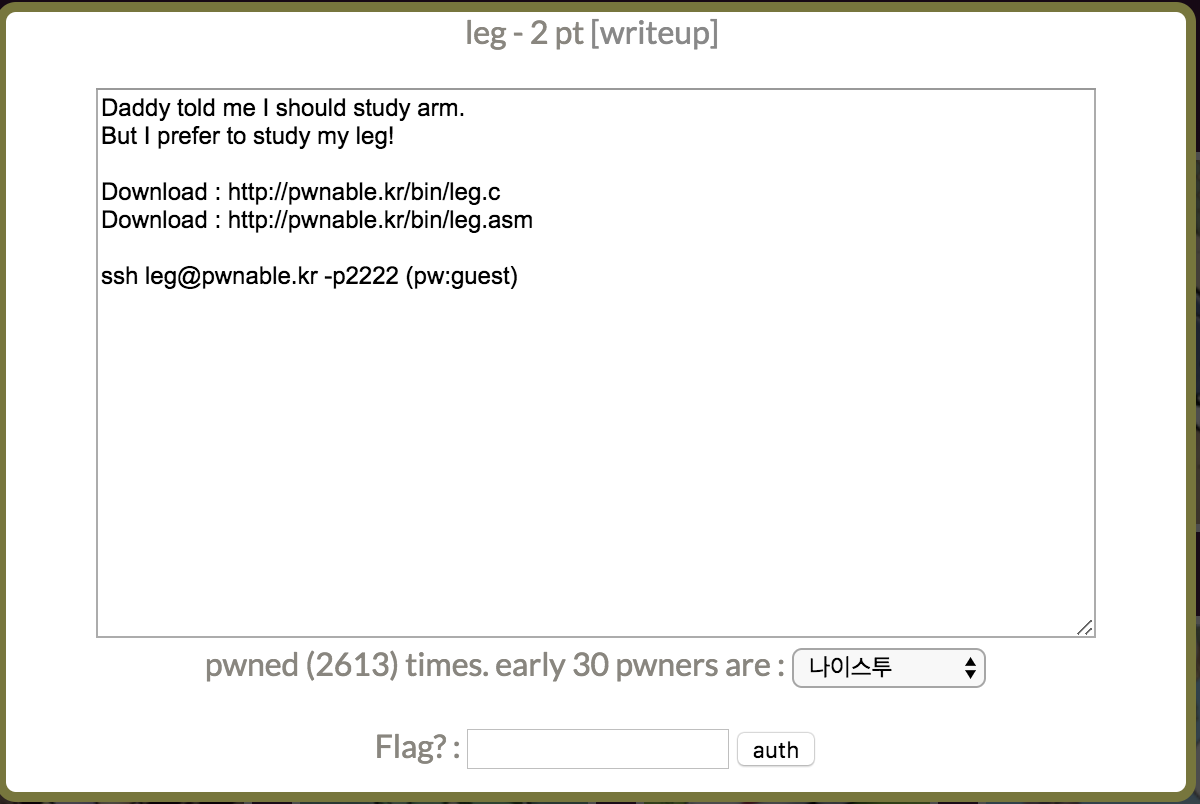 leg - 2 pt [writeup]
Daddy told me I should study arm.
But I prefer to study my leg!
Download : http://pwnable.kr/bin/leg.c
Download : http://pwnable.kr/bin/leg.asm
ssh leg@pwnable.kr -p2222 (pw:guest)
pwned (2613) times. early 30 pwners are : 나이스투
Flag? : auth